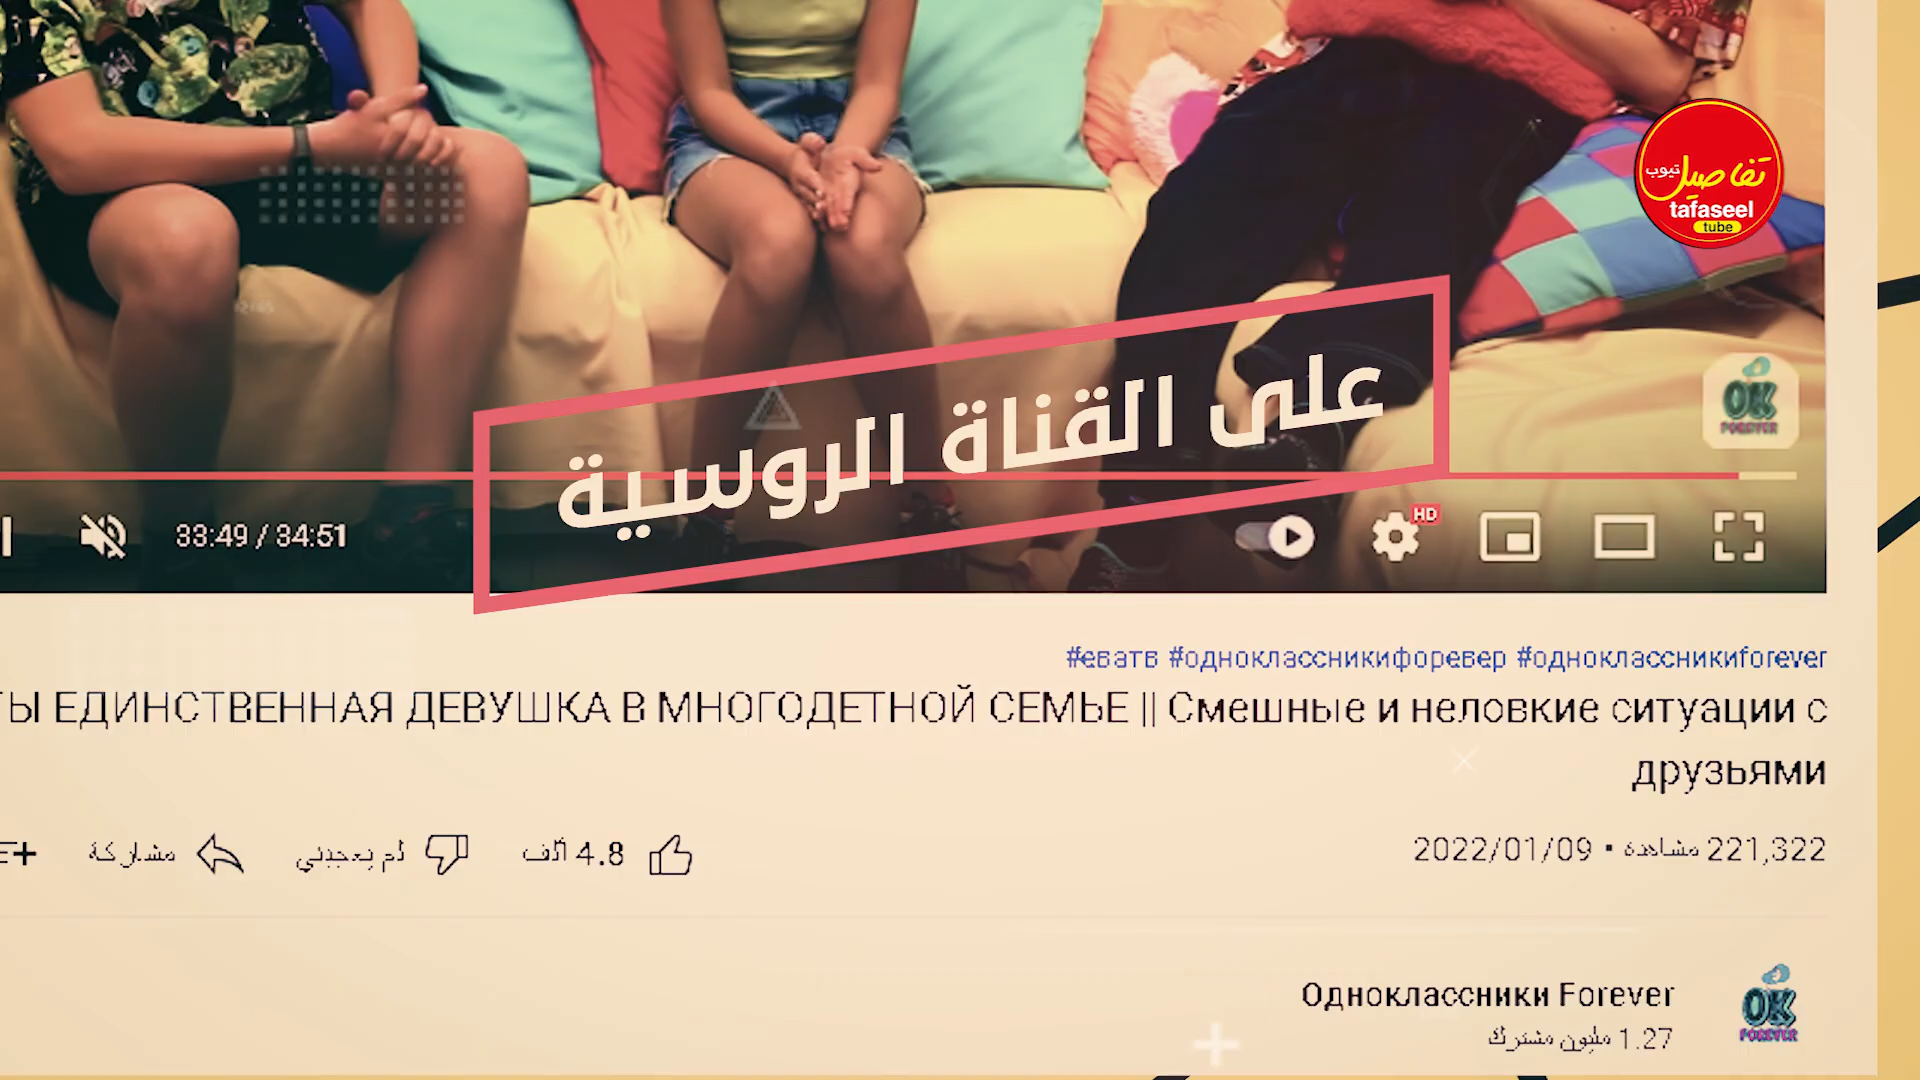 تفاصيل
تيوب
tafaseel
tube
على القناة الروسية
OK
FOREVER
33:49 / 34:51
HD
#еватв #одноклассникифоревер #одноклассникиforever
ТЫ ЕДИНСТВЕННАЯ ДЕВУШКА В МНОГОДЕТНОЙ СЕМЬЕ || Смешные и неловкие ситуации с
друзьями
221,322 مشاهدة • 2022/01/09
4.8 ألف
لم يعجبني
مشاركة
Одноклассники Forever
1.27 مليون مشترك
OK
FOREVER